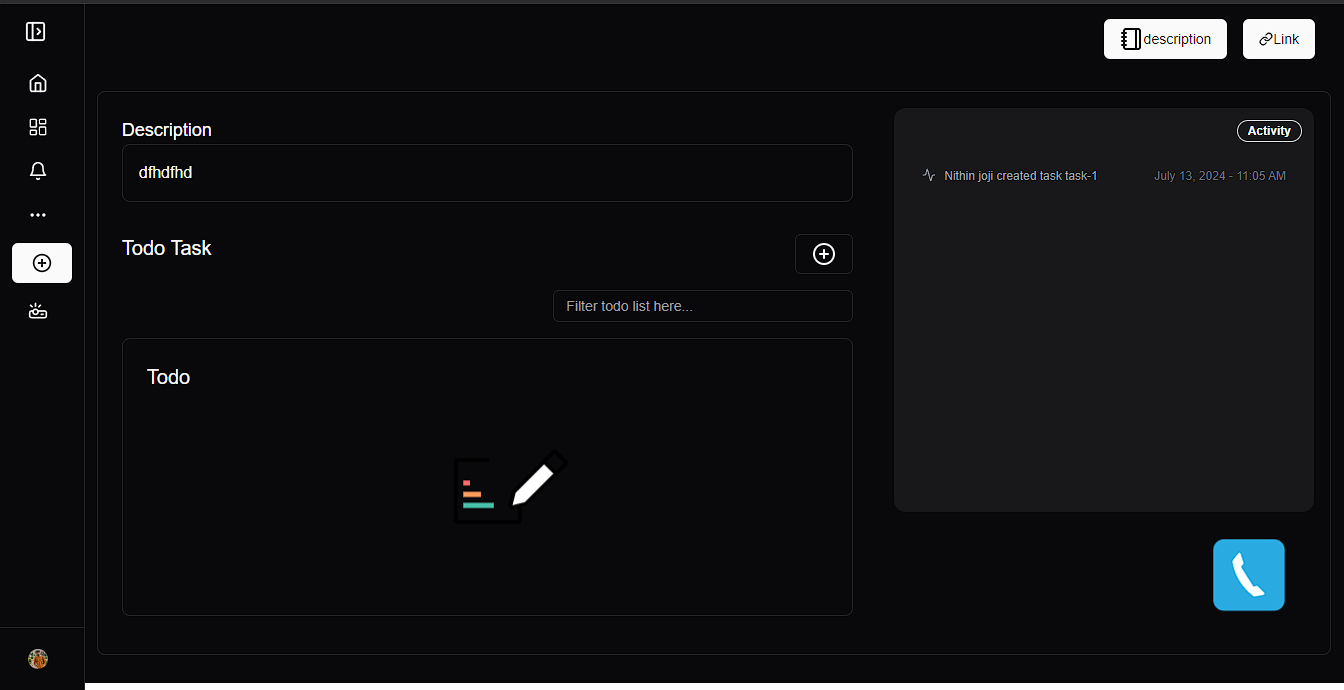 description
Link
Description
dfhdfhd
Todo Task
Filter todo list here...
Todo
Activity
Nithin joji created task task-1 July 13, 2024 - 11:05 AM